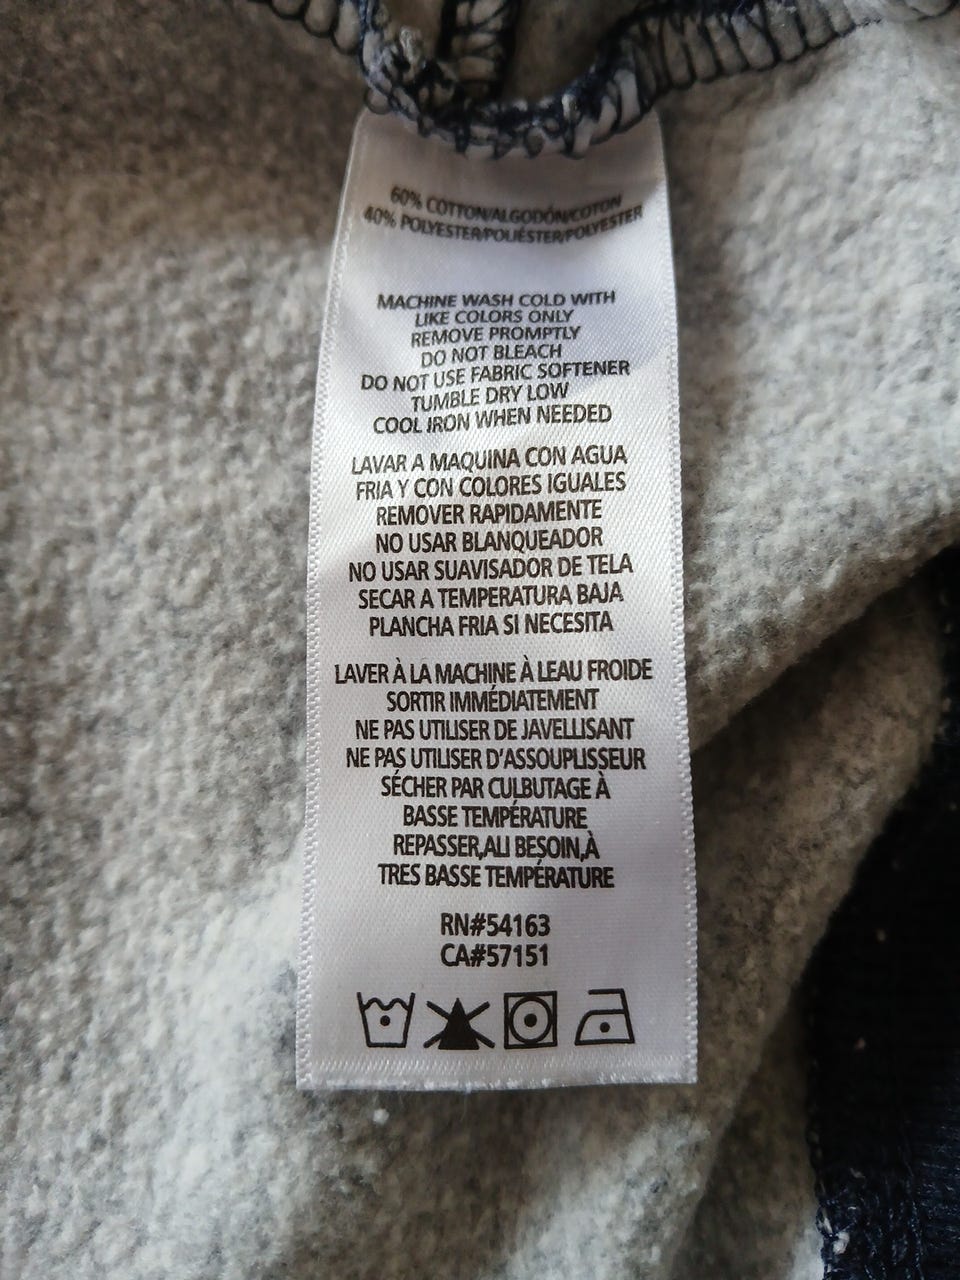 60% COTTON/ALGODÓN/COTON
40% POLYESTER/POLIÉSTER/POLYESTER
MACHINE WASH COLD WITH
LIKE COLORS ONLY
REMOVE PROMPTLY
DO NOT BLEACH
DO NOT USE FABRIC SOFTENER
TUMBLE DRY LOW
COOL IRON WHEN NEEDED
LAVAR A MAQUINA CON AGUA
FRIA Y CON COLORES IGUALES
REMOVER RAPIDAMENTE
NO USAR BLANQUEADOR
NO USAR SUAVISADOR DE TELA
SECAR A TEMPERATURA BAJA
PLANCHA FRIA SI NECESITA
LAVER À LA MACHINE À LEAU FROIDE
SORTIR IMMÉDIATEMENT
NE PAS UTILISER DE JAVELLISANT
NE PAS UTILISER D'ASSOUPLISSEUR
SÉCHER PAR CULBUTAGE À
BASSE TEMPÉRATURE
REPASSER,ALI BESOIN,À
TRES BASSE TEMPÉRATURE
RN#54163
CA#57151